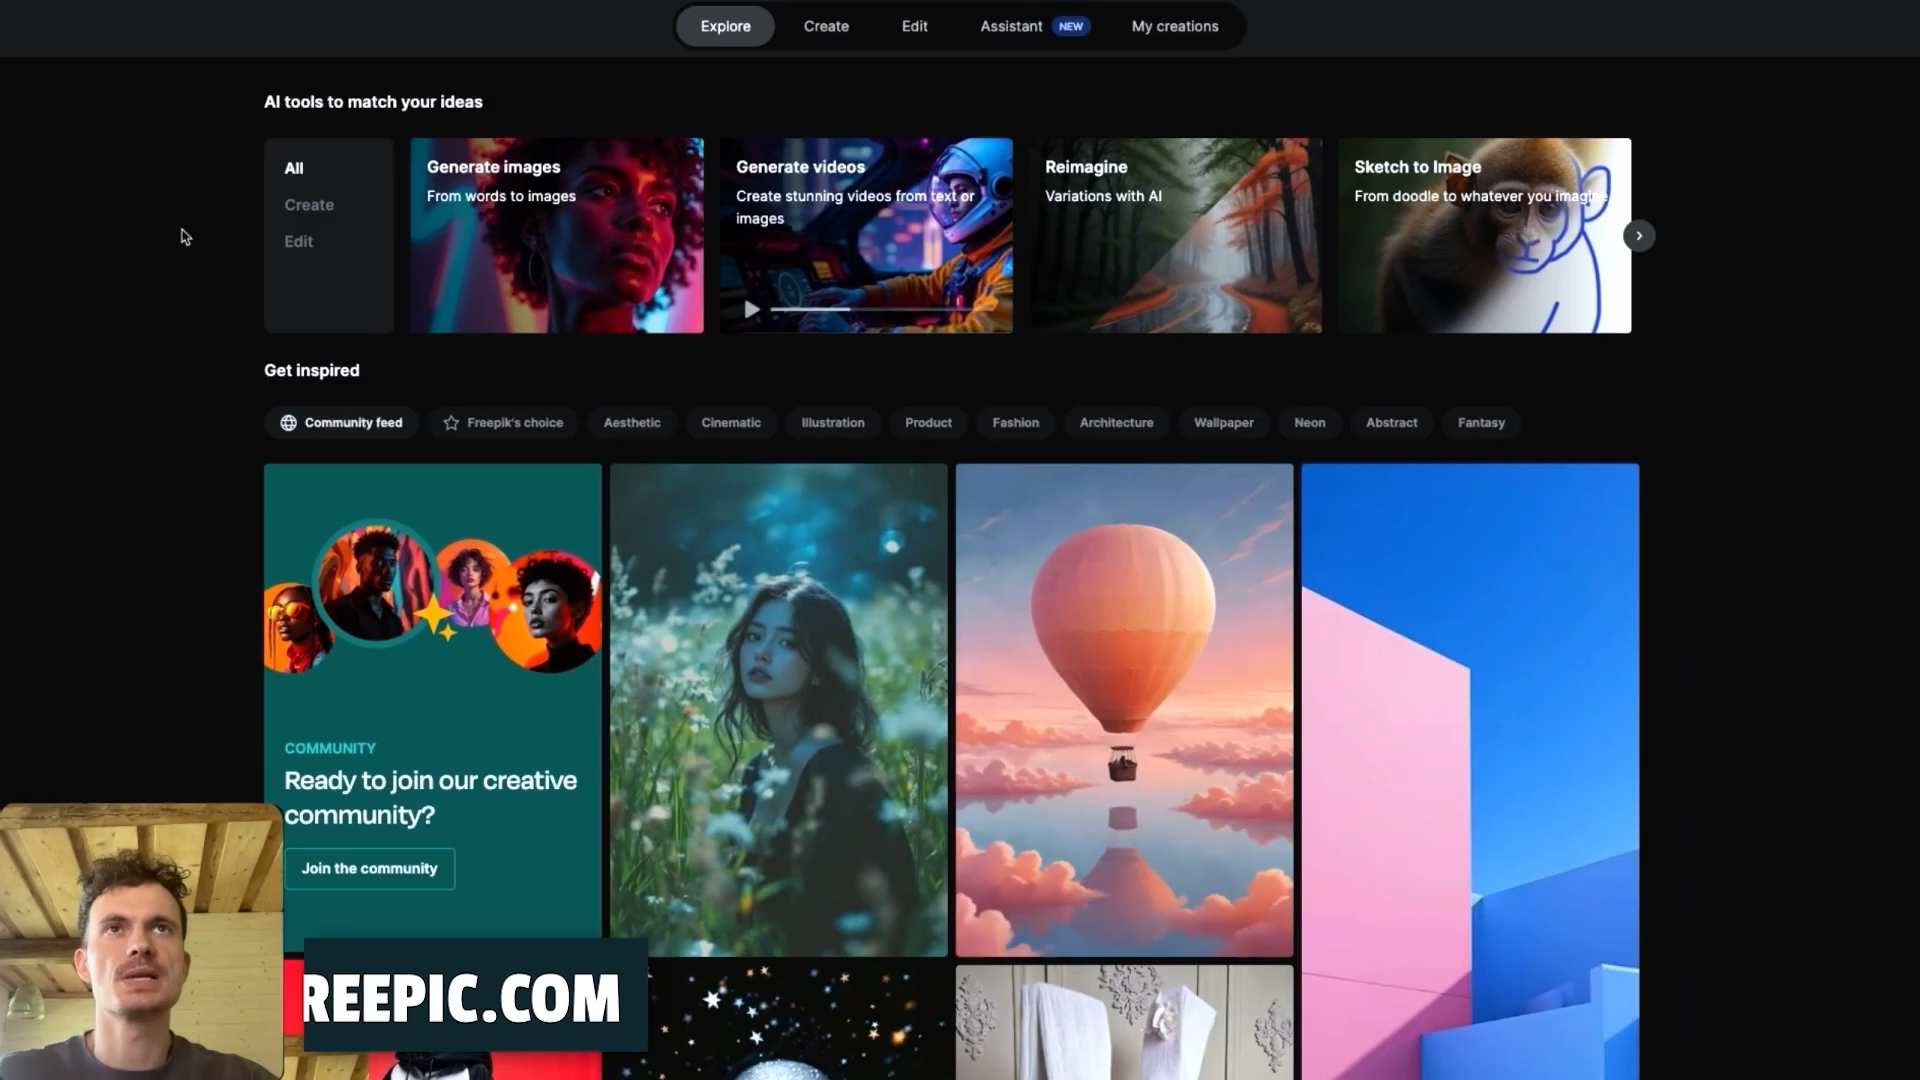 Explore
Create
Edit
Assistant NEW
My creations
AI tools to match your ideas
All
Create
Edit
Generate images
From words to images
Generate videos
Create stunning videos from text or
images
Reimagine
Variations with AI
Sketch to Image
From doodle to whatever you imagine
Get inspired
Community feed
Freepik's choice
Aesthetic
Cinematic
Illustration
Product
Fashion
Architecture
Wallpaper
Neon
Abstract
Fantasy
COMMUNITY
Ready to join our creative
community?
Join the community
REEPIC.COM